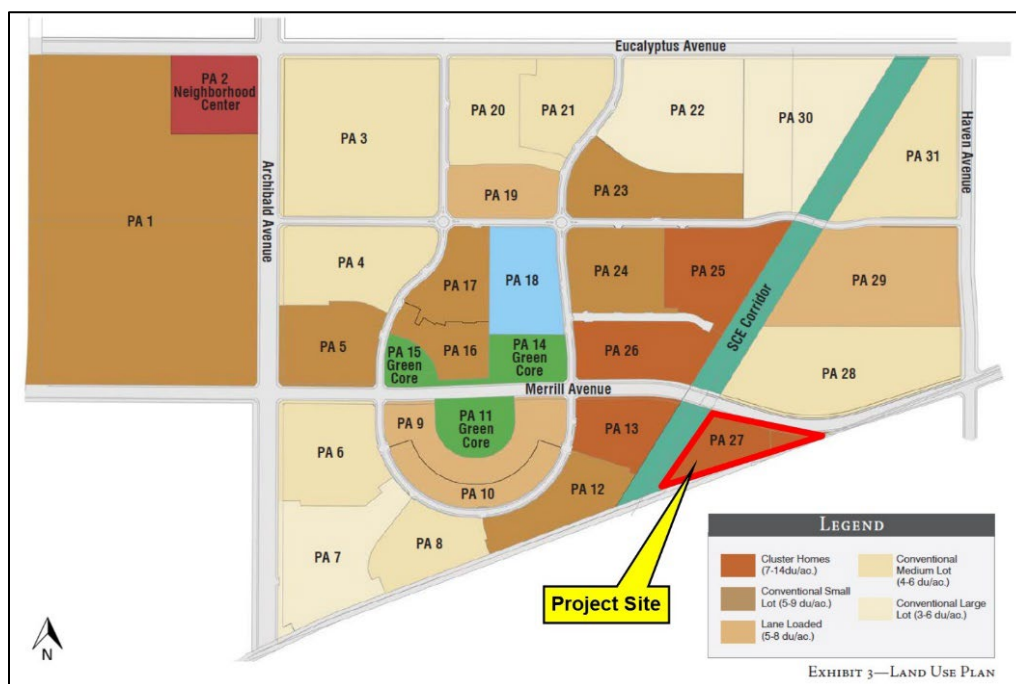 Eucalyptus Avenue
PA 2
Neighborhood
Center
PA 20
PA 21
PA 22
PA 30
Haven Avenue
PA 3
PA 31
Archibald Avenue
PA 19
PA 23
PA 1
PA 4
PA 17
PA 18
PA 24
PA 25
PA 29
SCE Corridor
PA 5
PA 15
Green
Core
PA 16
PA 14
Green
Core
PA 26
PA 28
Merrill Avenue
PA 9
PA 11
Green
Core
PA 13
PA 27
PA 6
PA 10
PA 12
PA 7
PA 8
Project Site
N
LEGEND
Cluster Homes
(7-14du/ac.)
Conventional Small
Lot (5-9 du/ac.)
Lane Loaded
(5-8 du/ac.)
Conventional
Medium Lot
(4-6 du/ac.)
Conventional Large
Lot (3-6 du/ac.)
EXHIBIT 3—LAND USE PLAN